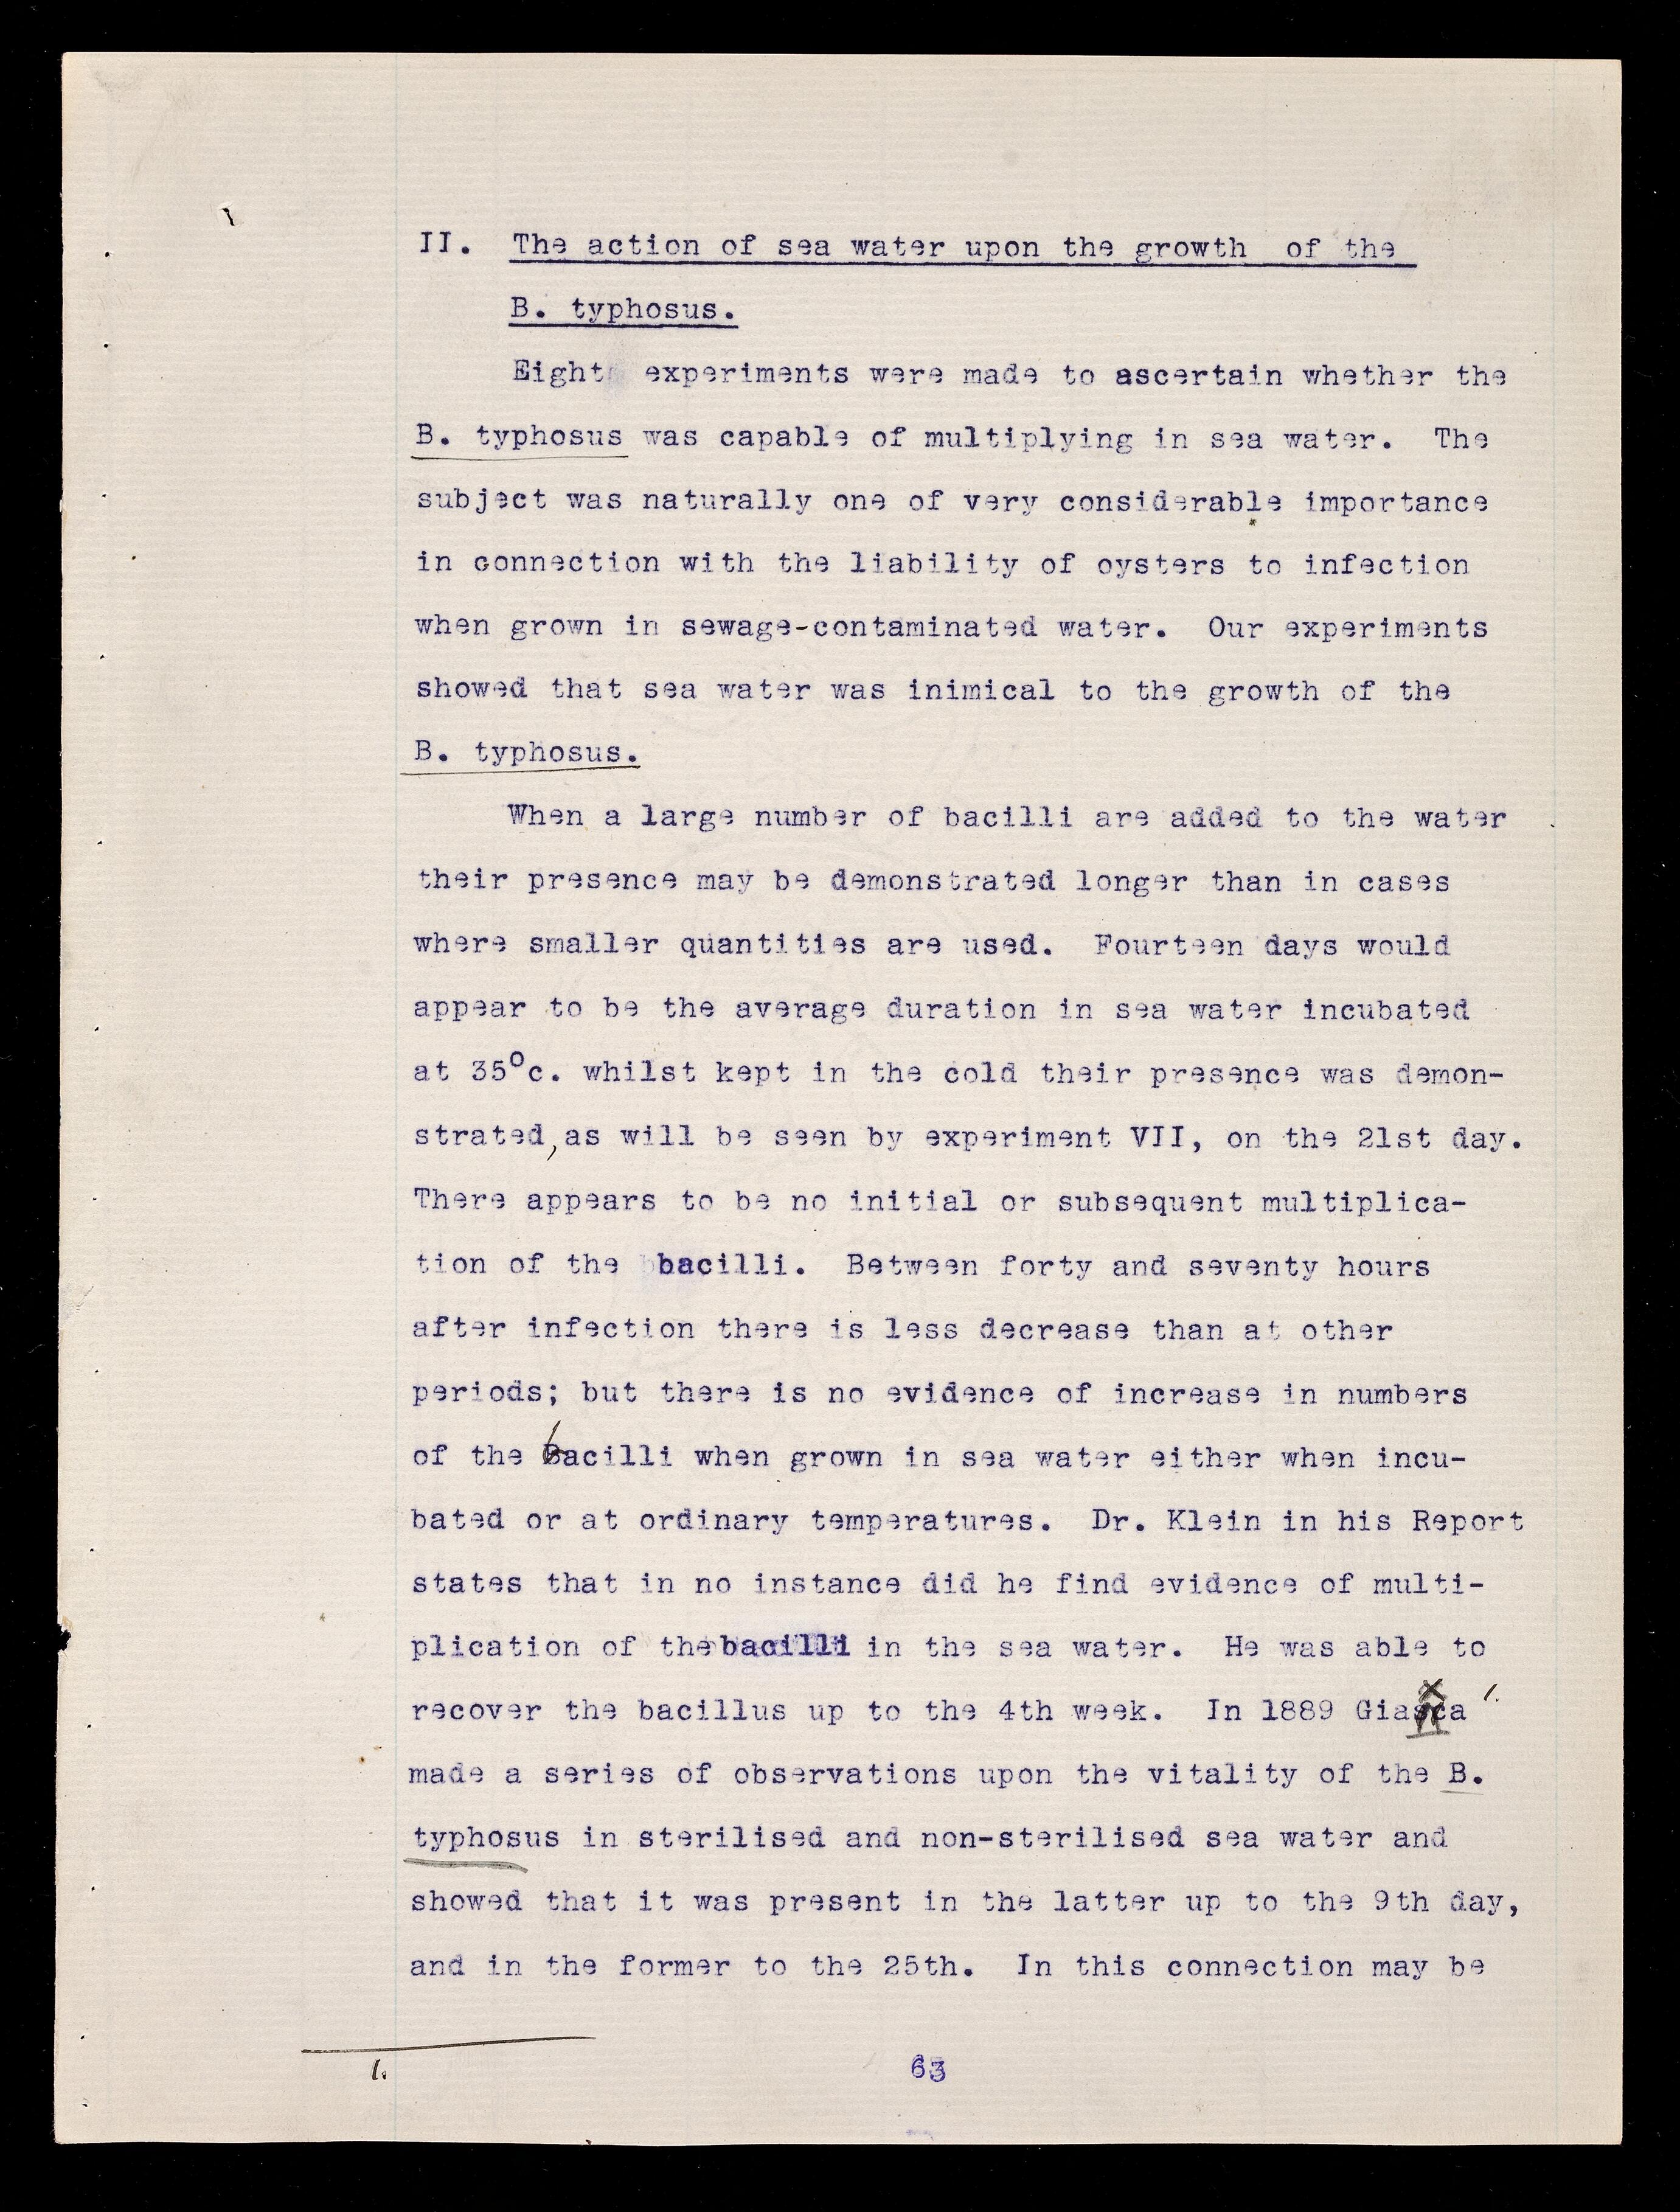 II. The action of sea water upon the growth of the
B. typhosus.
Eight experiments were made to ascertain whether the
B. typhosus was capable of multiplying in sea water. The
subject was naturally one of very considerable importance
in connection with the liability of oysters to infection
when grown in sewage-contaminated water. Our experiments
showed that sea water was inimical to the growth of the
B. typhosus.
When a large number of bacilli are added to the water
their presence may be demonstrated longer than in cases
where smaller quantities are used. Fourteen days would
appear to be the average duration in sea water incubated
at 35°c. whilst kept in the cold their presence was demon-
strated, as will be seen by experiment VII, on the 21st day.
There appears to be no initial or subsequent multiplica-
tion of the bacilli. Between forty and seventy hours
after infection there is less decrease than at other
periods; but there is no evidence of increase in numbers
of the bacilli when grown in sea water either when incu-
bated or at ordinary temperatures. Dr. Klein in his Report
states that in no instance did he find evidence of multi-
plication of the bacilli in the sea water. He was able to
recover the bacillus up to the 4th week. In 1889 1.
made a series of observations upon the vitality of the B.
typhosus in sterilised and non-sterilised sea water and
showed that it was present in the latter up to the 9th day,
and in the former to the 25th. In this connection may be
1.
63